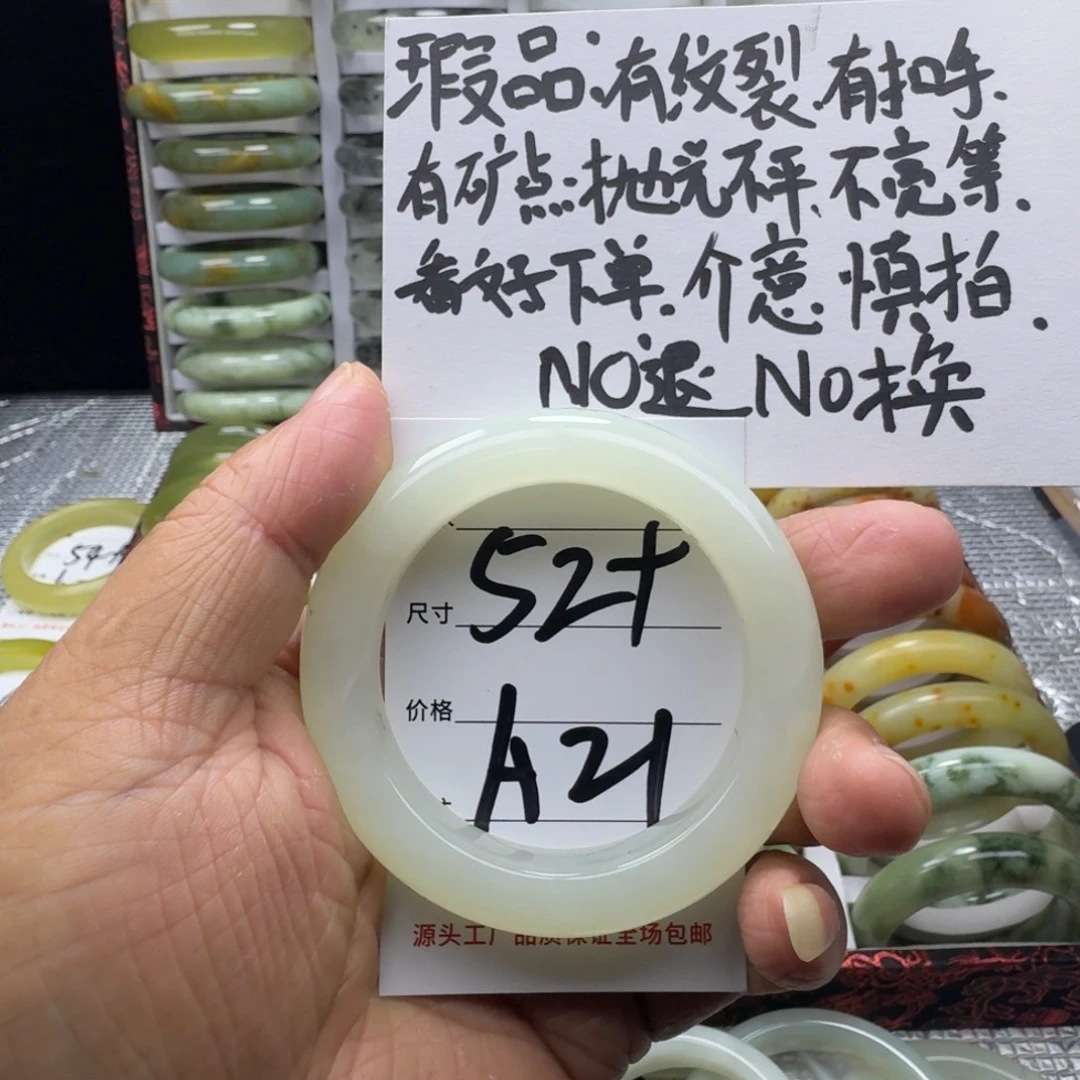 瑕品.有纹裂.有扣手.
有矿点.抛光不平.不亮等.
看好下单.介意.慎拍.
NO退 NO换
尺寸 52+
价格
A21
源头工厂品质保证全场包邮
54+